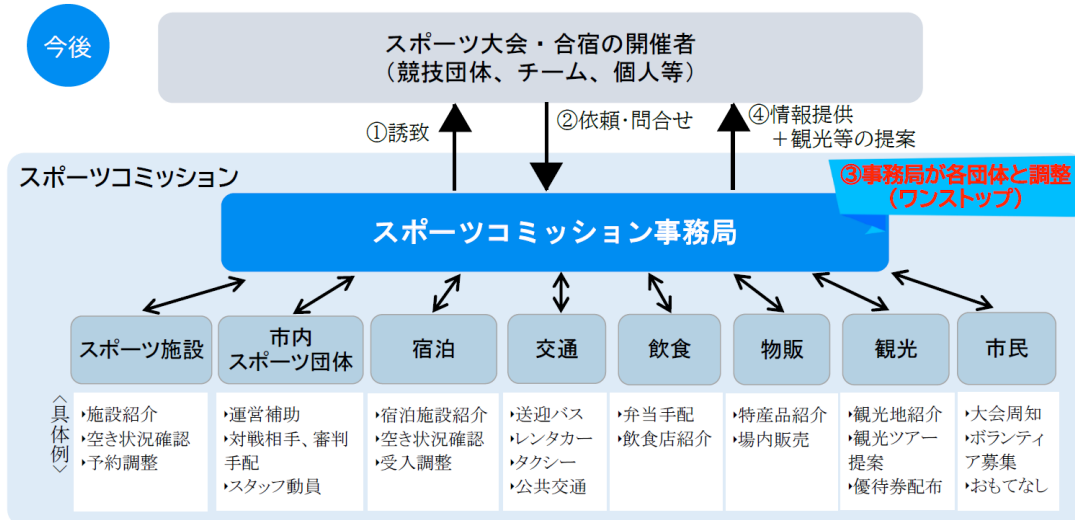 今後
スポーツ大会・合宿の開催者
（競技団体、チーム、個人等）
①誘致
②依頼･問合せ
④情報提供
＋観光等の提案
スポーツコミッション
③事務局が各団体と調整
（ワンストップ）
スポーツコミッション事務局
スポーツ施設
市内
スポーツ団体
宿泊
交通
飲食
物販
観光
市民
〈具体例〉
‣施設紹介
‣空き状況確認
‣予約調整
‣運営補助
‣対戦相手、審判
手配
‣スタッフ動員
‣宿泊施設紹介
‣空き状況確認
‣受入調整
‣送迎バス
‣レンタカー
‣タクシー
‣公共交通
‣弁当手配
‣飲食店紹介
‣特産品紹介
‣場内販売
‣観光地紹介
‣観光ツアー
提案
‣優待券配布
‣大会周知
‣ボランティ
ア募集
‣おもてなし